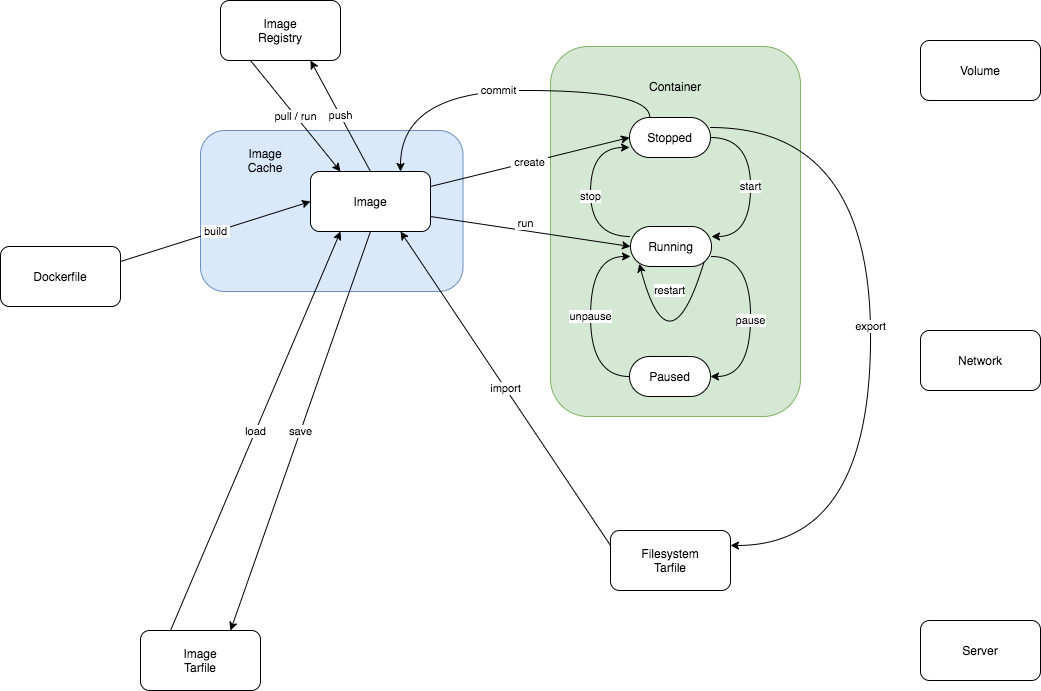 Image
Registry
Volume
Container
commit
pull / run
push
Stopped
Image
Cache
create
start
stop
Image
run
build
Running
Dockerfile
restart
unpause
pause
export
Network
Paused
import
load
save
Filesystem
Tarfile
Image
Tarfile
Server